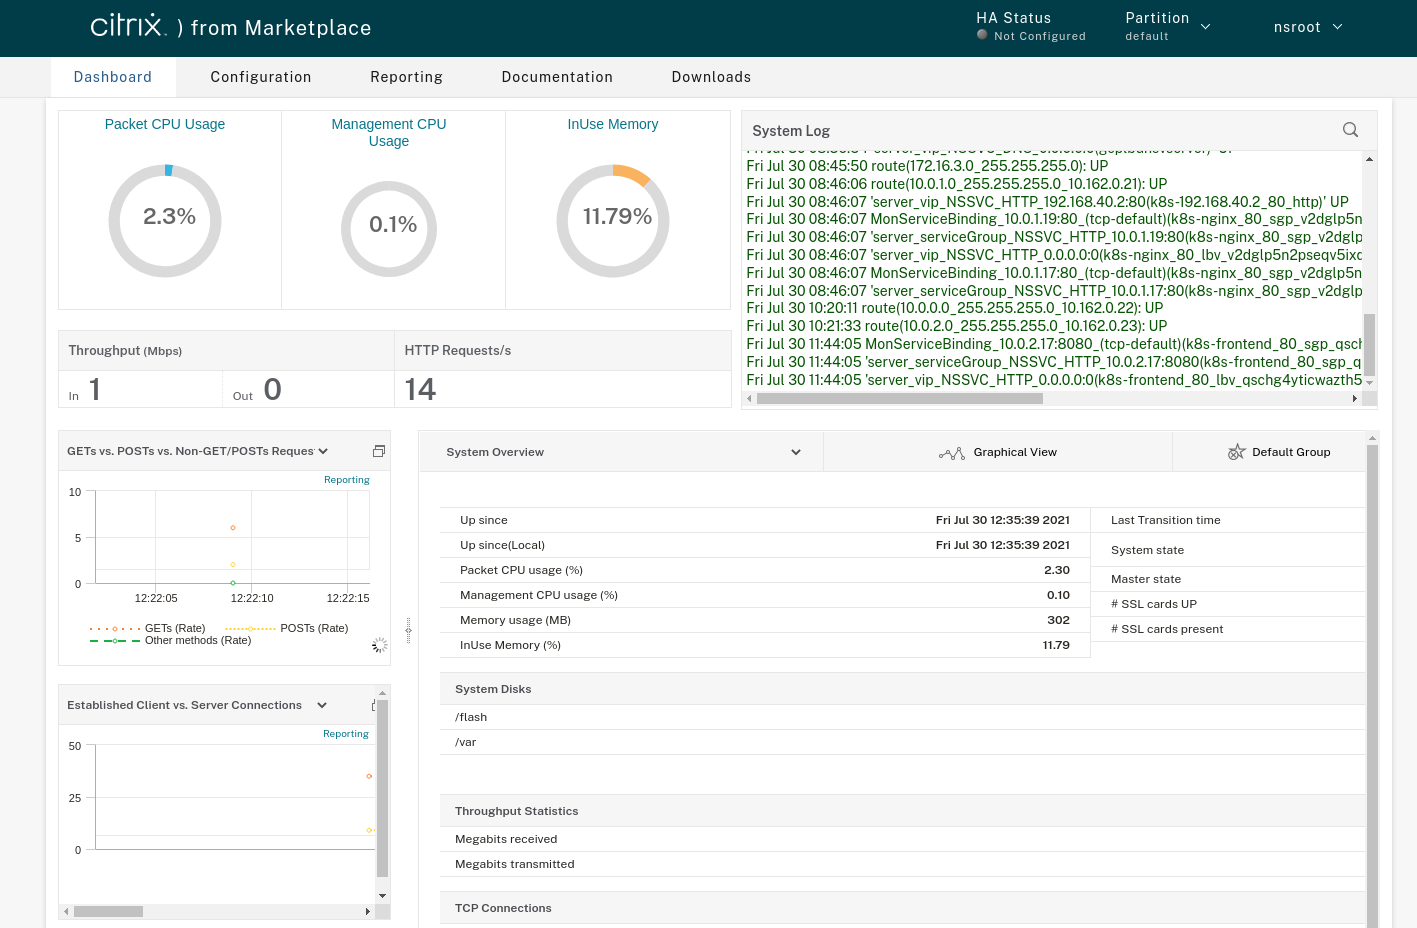 citrix. ) from Marketplace
HA Status
Not Configured
Partition
default
nsroot
Dashboard
Configuration
Reporting
Documentation
Downloads
Packet CPU Usage
2.3%
Management CPU
Usage
0.1%
InUse Memory
11.79%
System Log
Fri Jul 30 08:45:50 route(172.16.3.0_255.255.255.0): UP
Fri Jul 30 08:46:06 route(10.0.1.0_255.255.255.0_10.162.0.21): UP
Fri Jul 30 08:46:07 'server_vip_NSSVC_HTTP_192.168.40.2:80(k8s-192.168.40.2_80_http)' UP
Fri Jul 30 08:46:07 MonServiceBinding_10.0.1.19:80_(tcp-default)(k8s-nginx_80_sgp_v2dglp5n
Fri Jul 30 08:46:07 'server_serviceGroup_NSSVC_HTTP_10.0.1.19:80(k8s-nginx_80_sgp_v2dglp
Fri Jul 30 08:46:07 'server_vip_NSSVC_HTTP_0.0.0.0:0(k8s-nginx_80_lbv_v2dglp5n2pseqv5ixc
Fri Jul 30 08:46:07 MonServiceBinding_10.0.1.17:80_(tcp-default)(k8s-nginx_80_sgp_v2dglp5n
Fri Jul 30 08:46:07 'server_serviceGroup_NSSVC_HTTP_10.0.1.17:80(k8s-nginx_80_sgp_v2dglp
Fri Jul 30 10:20:11 route(10.0.0.0_255.255.255.0_10.162.0.22): UP
Fri Jul 30 10:21:33 route(10.0.2.0_255.255.255.0_10.162.0.23): UP
Fri Jul 30 11:44:05 MonServiceBinding_10.0.2.17:8080_(tcp-default)(k8s-frontend_80_sgp_qscl
Fri Jul 30 11:44:05 'server_serviceGroup_NSSVC_HTTP_10.0.2.17:8080(k8s-frontend_80_sgp_q
Fri Jul 30 11:44:05 'server_vip_NSSVC_HTTP_0.0.0.0:0(k8s-frontend_80_lbv_qschg4yticwazth5
Throughput (Mbps)
HTTP Requests/s
In 1
Out 0
14
GETs vs. POSTs vs. Non-GET/POSTs Reques
Reporting
10
5
0
12:22:05
12:22:10
12:22:15
GETs (Rate)
POSTs (Rate)
Other methods (Rate)
Established Client vs. Server Connections
Reporting
50
25
0
System Overview
Graphical View
Default Group
Up since Fri Jul 30 12:35:39 2021
Up since(Local) Fri Jul 30 12:35:39 2021
Packet CPU usage (%) 2.30
Management CPU usage (%) 0.10
Memory usage (MB) 302
InUse Memory (%) 11.79
Last Transition time
System state
Master state
# SSL cards UP
# SSL cards present
System Disks
/flash
/var
Throughput Statistics
Megabits received
Megabits transmitted
TCP Connections